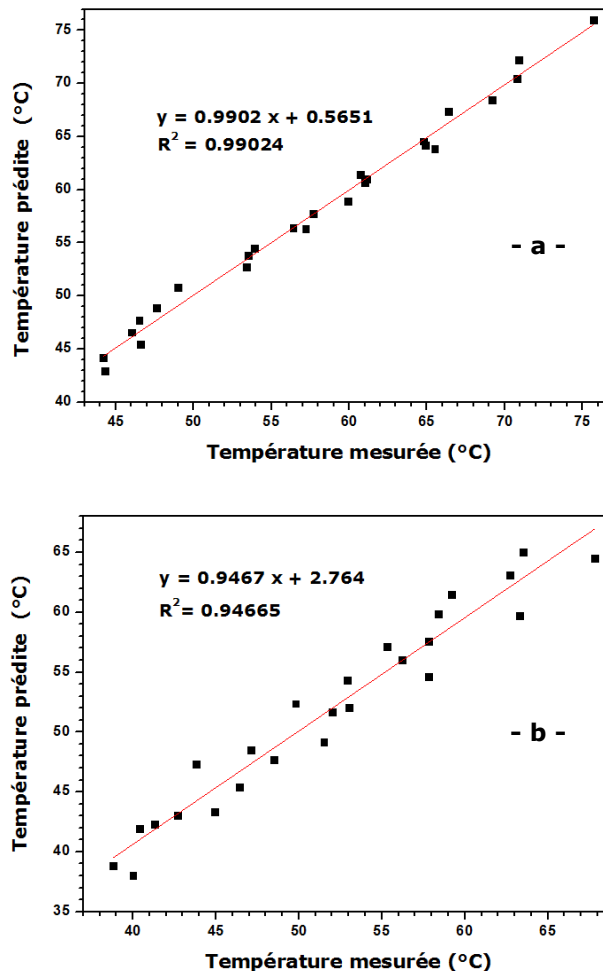 75
70
65
60
55
50
45
40
Température prédite (°C)
y = 0.9902 x + 0.5651
R² = 0.99024
- a -
45 50 55 60 65 70 75
Température mesurée (°C)
65
60
55
50
45
40
35
Température prédite (°C)
y = 0.9467 x + 2.764
R² = 0.94665
- b -
40 45 50 55 60 65
Température mesurée (°C)